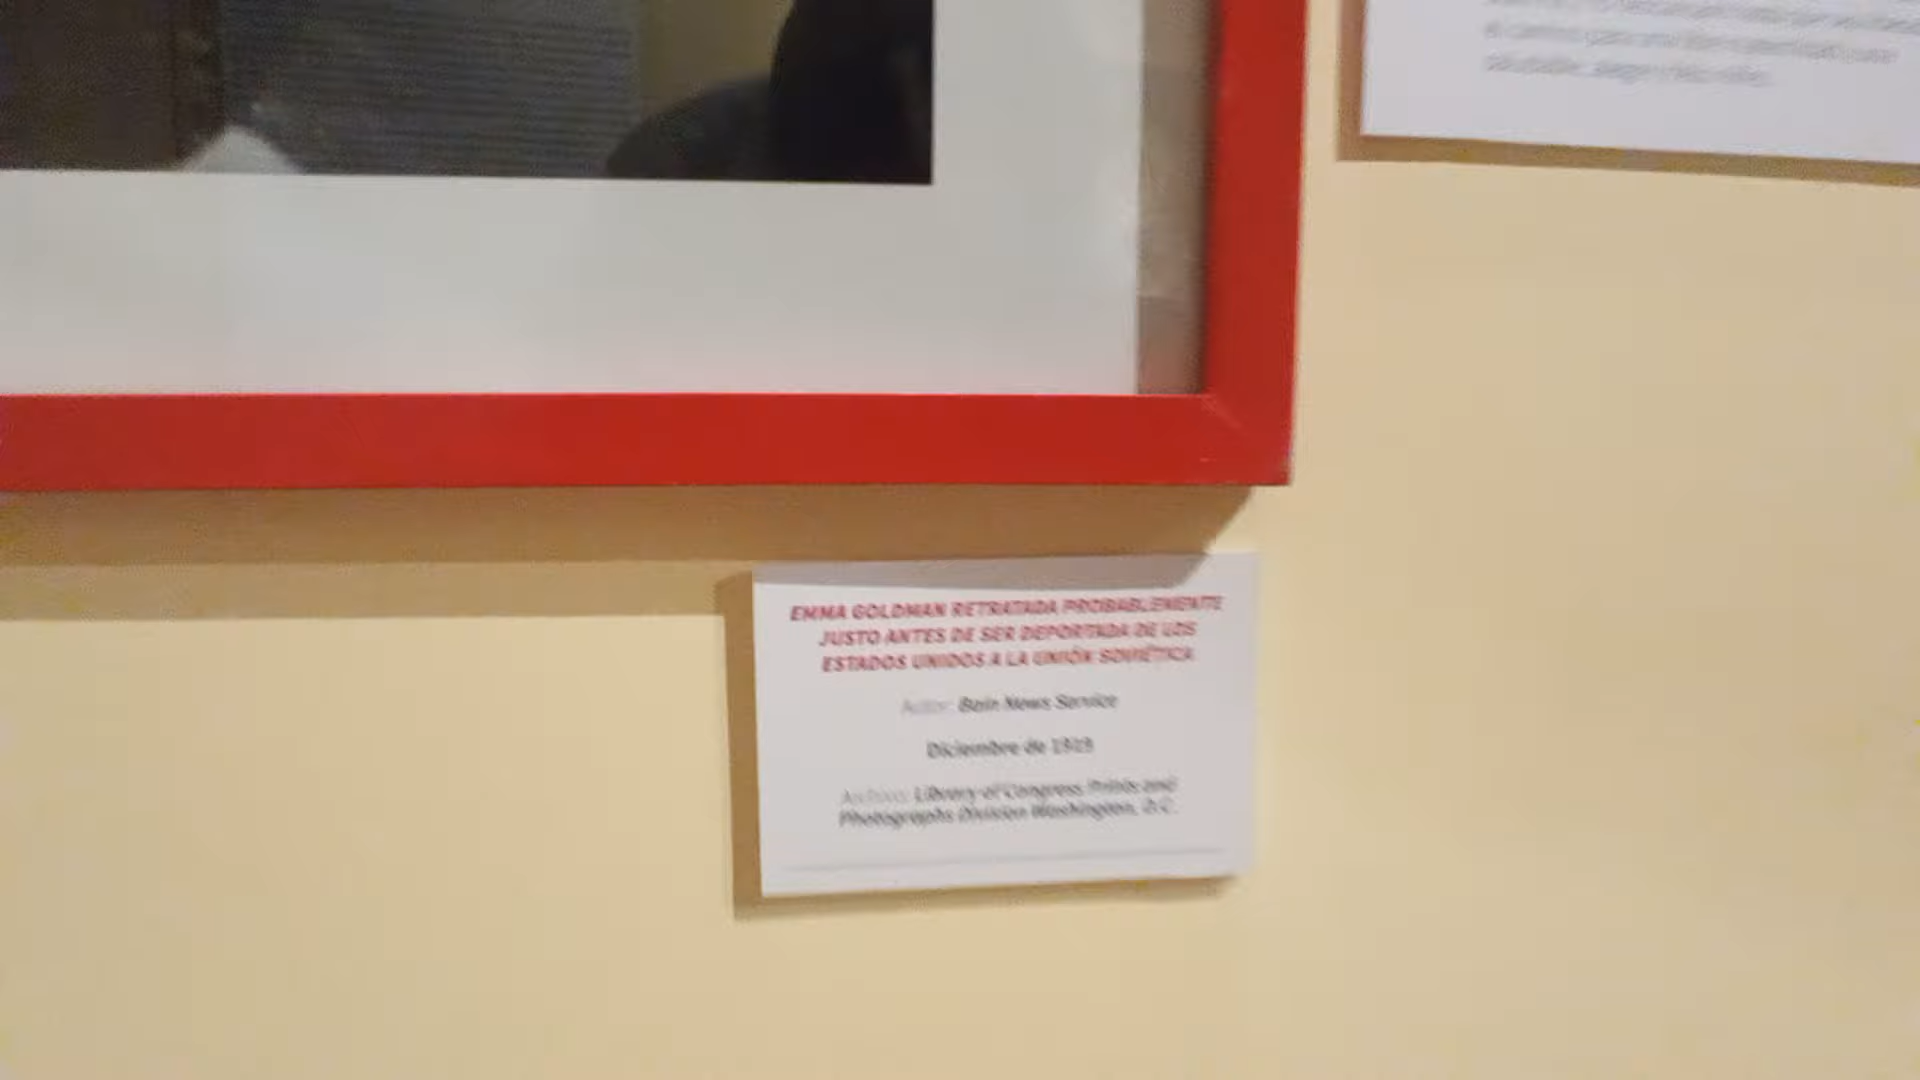 EMMA GOLDMAN RETRATADA PROBABLEMENTE
JUSTO ANTES DE SER DEPORTADA DE LOS
ESTADOS UNIDOS A LA UNIÓN SOVIÉTICA
Autor: Bain News Service
Diciembre de 1919
Archivo: Library of Congress Prints and
Photographs Division Washington, D.C.